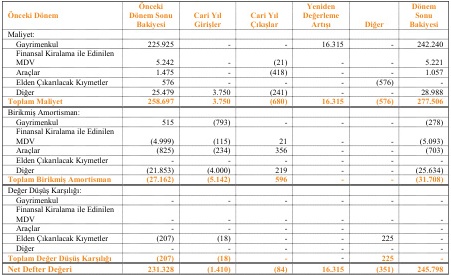 Önceki Dönem Önceki Dönem Sonu Bakiyesi Cari Yıl Girişler Cari Yıl Çıkışlar Yeniden Değerleme Artışı Diğer Dönem Sonu Bakiyesi
Maliyet:
Gayrimenkul 225.925 - - 16.315 - 242.240
Finansal Kiralama ile Edinilen
MDV 5.242 - (21) - - 5.221
Araçlar 1.475 - (418) - - 1.057
Elden Çıkarılacak Kıymetler 576 - - - (576) -
Diğer 25.479 3.750 (241) - - 28.988
Toplam Maliyet 258.697 3.750 (680) 16.315 (576) 277.506
Birikmiş Amortisman:
Gayrimenkul 515 (793) - - - (278)
Finansal Kiralama ile Edinilen
MDV (4.999) (115) 21 - - (5.093)
Araçlar (825) (234) 356 - - (703)
Elden Çıkarılacak Kıymetler - - - - - -
Diğer (21.853) (4.000) 219 - - (25.634)
Toplam Birikmiş Amortisman (27.162) (5.142) 596 - - (31.708)
Değer Düşüş Karşılığı:
Gayrimenkul - - - - - -
Finansal Kiralama ile Edinilen
MDV - - - - - -
Araçlar - - - - - -
Elden Çıkarılacak Kıymetler (207) (18) - - 225 -
Diğer - - - - - -
Toplam Değer Düşüş Karşılığı (207) (18) - - 225 -
Net Defter Değeri 231.328 (1.410) (84) 16.315 (351) 245.798